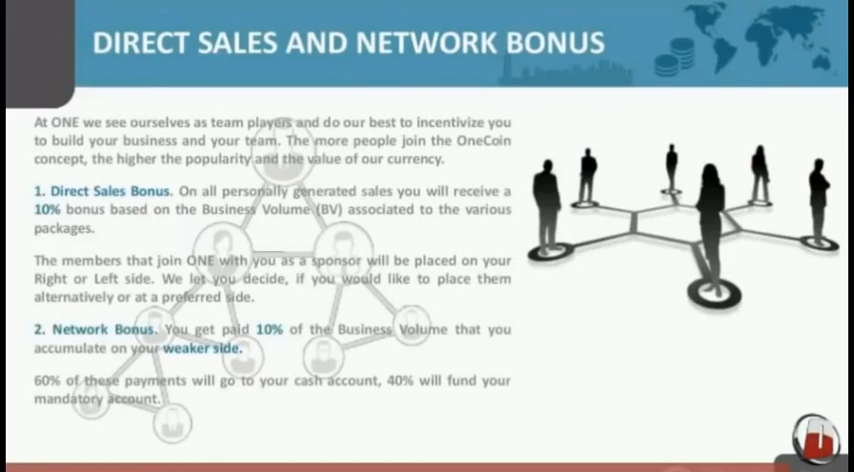 DIRECT SALES AND NETWORK BONUS
At ONE we see ourselves as team players and do our best to incentivize you
to build your business and your team. The more people join the OneCoin
concept, the higher the popularity and the value of our currency.
1. Direct Sales Bonus. On all personally generated sales you will receive a
10% bonus based on the Business Volume (BV) associated to the various
packages.
The members that join ONE with you as a sponsor will be placed on your
Right or Left side. We let you decide, if you would like to place them
alternatively or at a preferred side.
2. Network Bonus. You get paid 10% of the Business Volume that you
accumulate on your weaker side.
60% of these payments will go to your cash account, 40% will fund your
mandatory account.